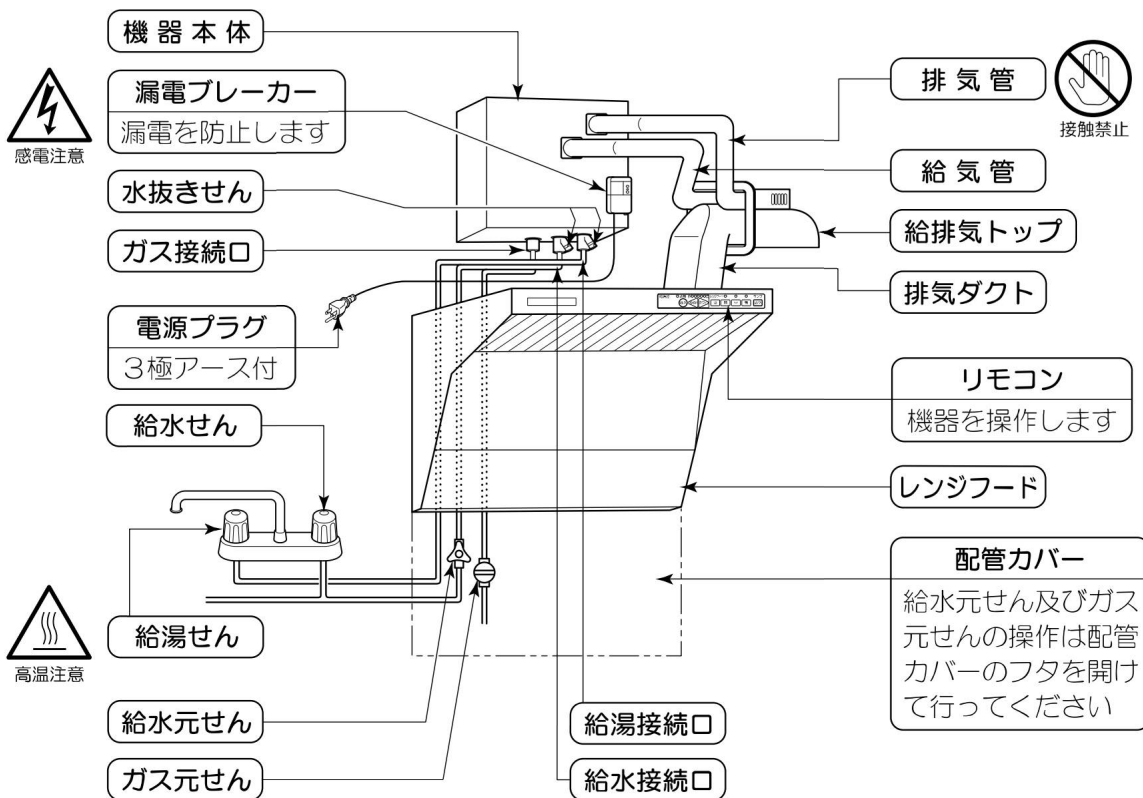 機器本体
漏電ブレーカー
漏電を防止します
感電注意
水抜きせん
ガス接続口
電源プラグ
3極アース付
給水せん
給湯せん
高温注意
給水元せん
ガス元せん
給湯接続口
給水接続口
排気管
接触禁止
給気管
給排気トップ
排気ダクト
リモコン
機器を操作します
レンジフード
配管カバー
給水元せん及びガス
元せんの操作は配管
カバーのフタを開け
て行ってください